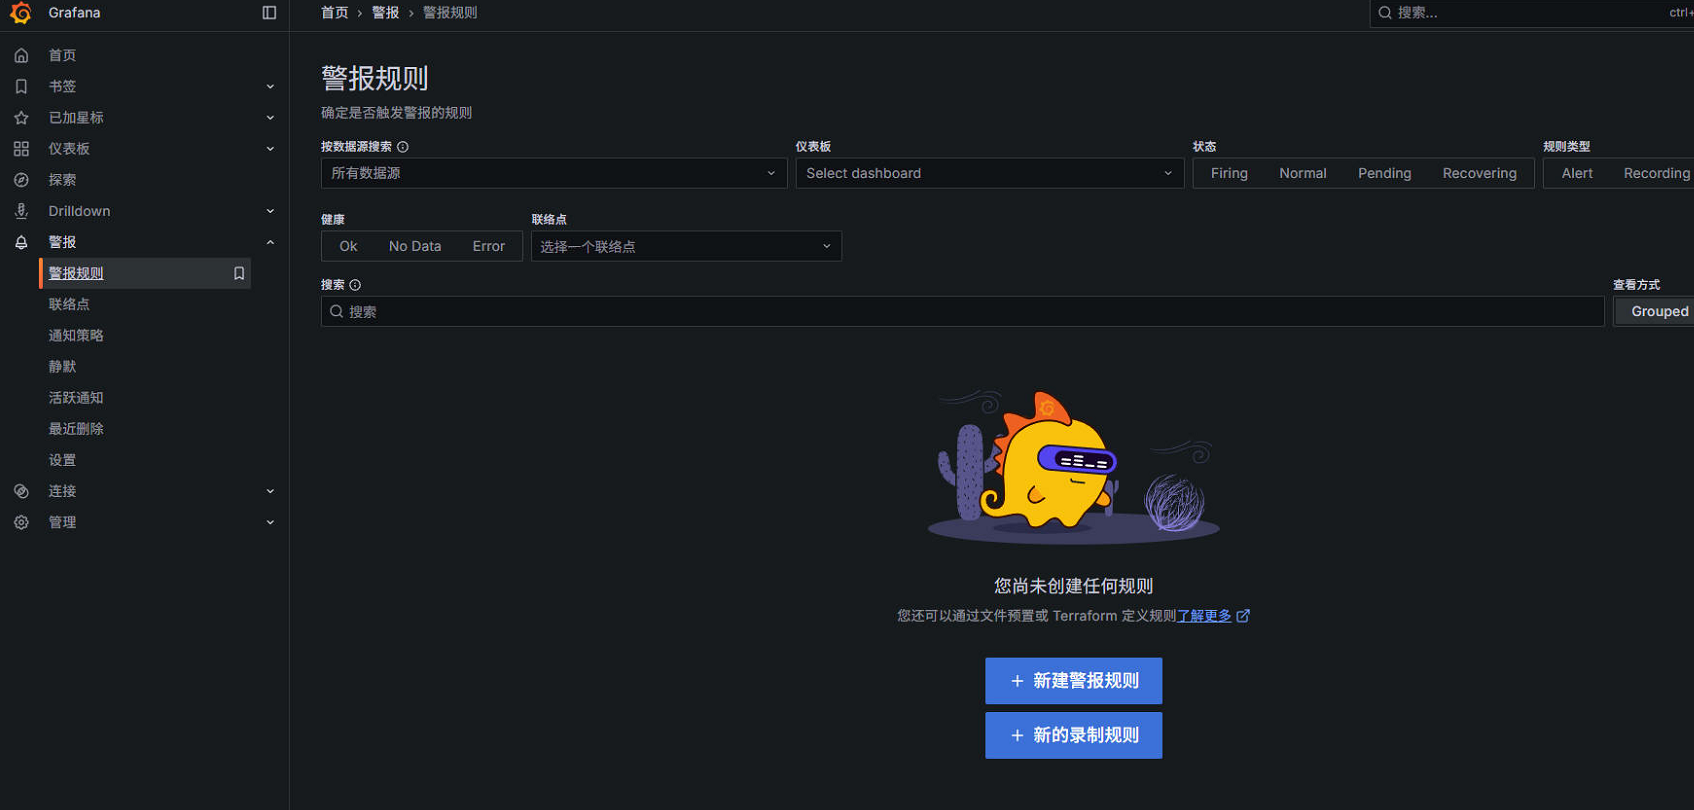 Grafana
首页 › 警报 › 警报规则
搜索...
ctrl+
首页
书签
已加星标
仪表板
探索
Drilldown
警报
警报规则
联络点
通知策略
静默
活跃通知
最近删除
设置
连接
管理
警报规则
确定是否触发警报的规则
按数据源搜索 仪表板 状态 规则类型
所有数据源 Select dashboard Firing Normal Pending Recovering Alert Recording
健康 联络点
Ok No Data Error 选择一个联络点
搜索 查看方式
搜索 Grouped
您尚未创建任何规则
您还可以通过文件预置或 Terraform 定义规则了解更多
+ 新建警报规则
+ 新的录制规则